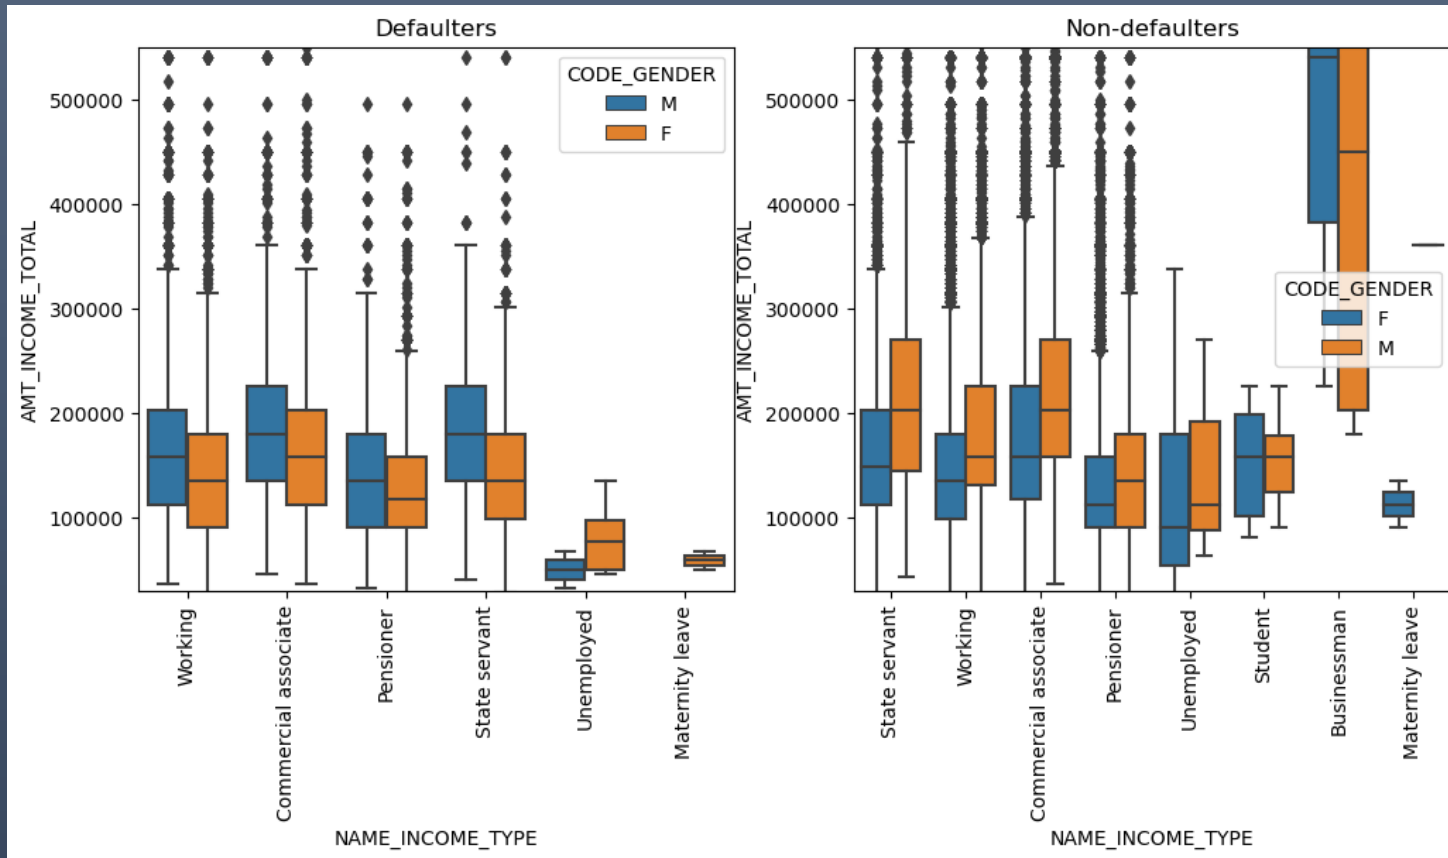 Defaulters
AMT_INCOME_TOTAL
500000
400000
300000
200000
100000
CODE_GENDER
M
F
Working
Commercial associate
Pensioner
State servant
Unemployed
Maternity leave
NAME_INCOME_TYPE
Non-defaulters
AMT_INCOME_TOTAL
500000
400000
300000
200000
100000
CODE_GENDER
F
M
State servant
Working
Commercial associate
Pensioner
Unemployed
Student
Businessman
Maternity leave
NAME_INCOME_TYPE